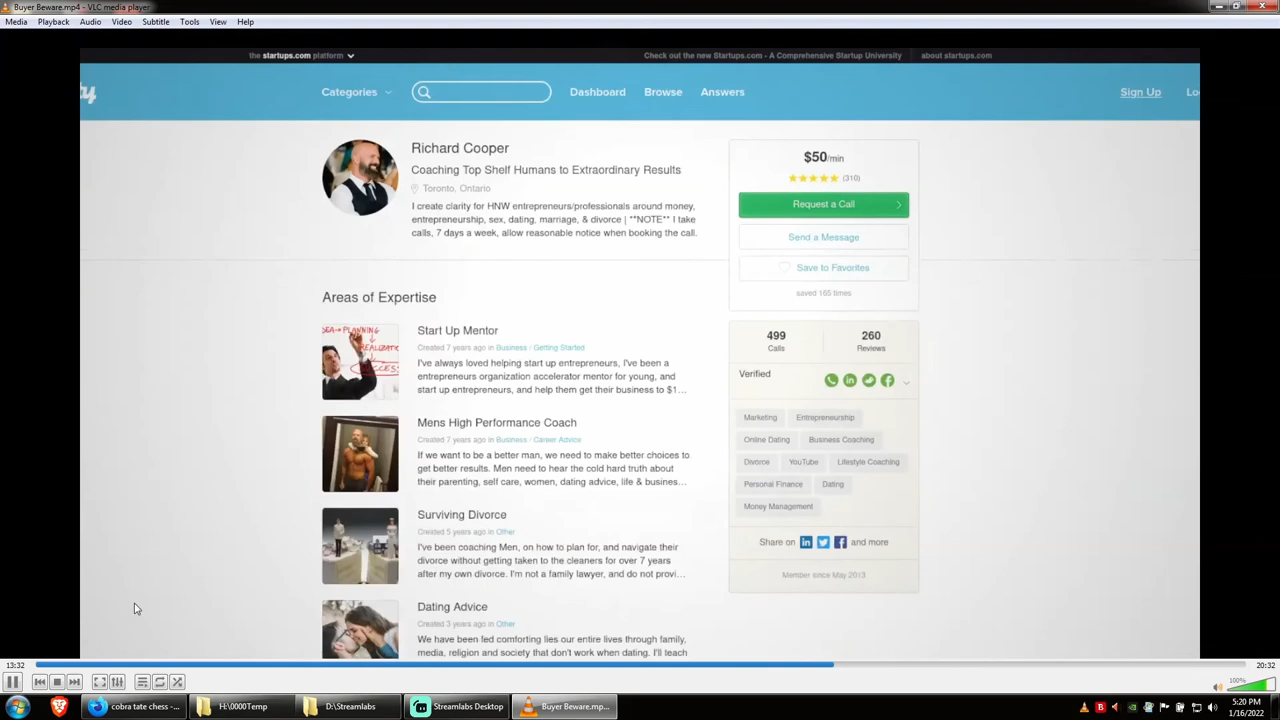 Buyer Beware.mp4 - VLC media player
Media Playback Audio Video Subtitle Tools View Help
the startups.com platform
Check out the new Startups.com - A Comprehensive Startup University
about startups.com
ty
Categories
Dashboard
Browse
Answers
Sign Up
Lo
Richard Cooper
Coaching Top Shelf Humans to Extraordinary Results
Toronto, Ontario
I create clarity for HNW entrepreneurs/professionals around money,
entrepreneurship, sex, dating, marriage, & divorce | **NOTE** I take
calls, 7 days a week, allow reasonable notice when booking the call.
$50/min
(310)
Request a Call
Send a Message
Save to Favorites
saved 165 times
Areas of Expertise
Start Up Mentor
Created 7 years ago in Business / Getting Started
I've always loved helping start up entrepreneurs, I've been a
entrepreneurs organization accelerator mentor for young, and
start up entrepreneurs, and help them get their business to $1...
Mens High Performance Coach
Created 7 years ago in Business / Career Advice
If we want to be a better man, we need to make better choices to
get better results. Men need to hear the cold hard truth about
their parenting, self care, women, dating advice, life & busines...
Surviving Divorce
Created 5 years ago in Other
I've been coaching Men, on how to plan for, and navigate their
divorce without getting taken to the cleaners for over 7 years
after my own divorce. I'm not a family lawyer, and do not provi...
Dating Advice
Created 3 years ago in Other
We have been fed comforting lies our entire lives through family,
media, religion and society that don't work when dating. I'll teach
499
Calls
260
Reviews
Verified
Marketing
Entrepreneurship
Online Dating
Business Coaching
Divorce
YouTube
Lifestyle Coaching
Personal Finance
Dating
Money Management
Share on
and more
Member since May 2013
13:32
20:32
100%
cobra tate chess -...
H:\0000Temp
D:\Streamlabs
Streamlabs Desktop
Buyer Beware.mp...
5:20 PM
1/16/2022